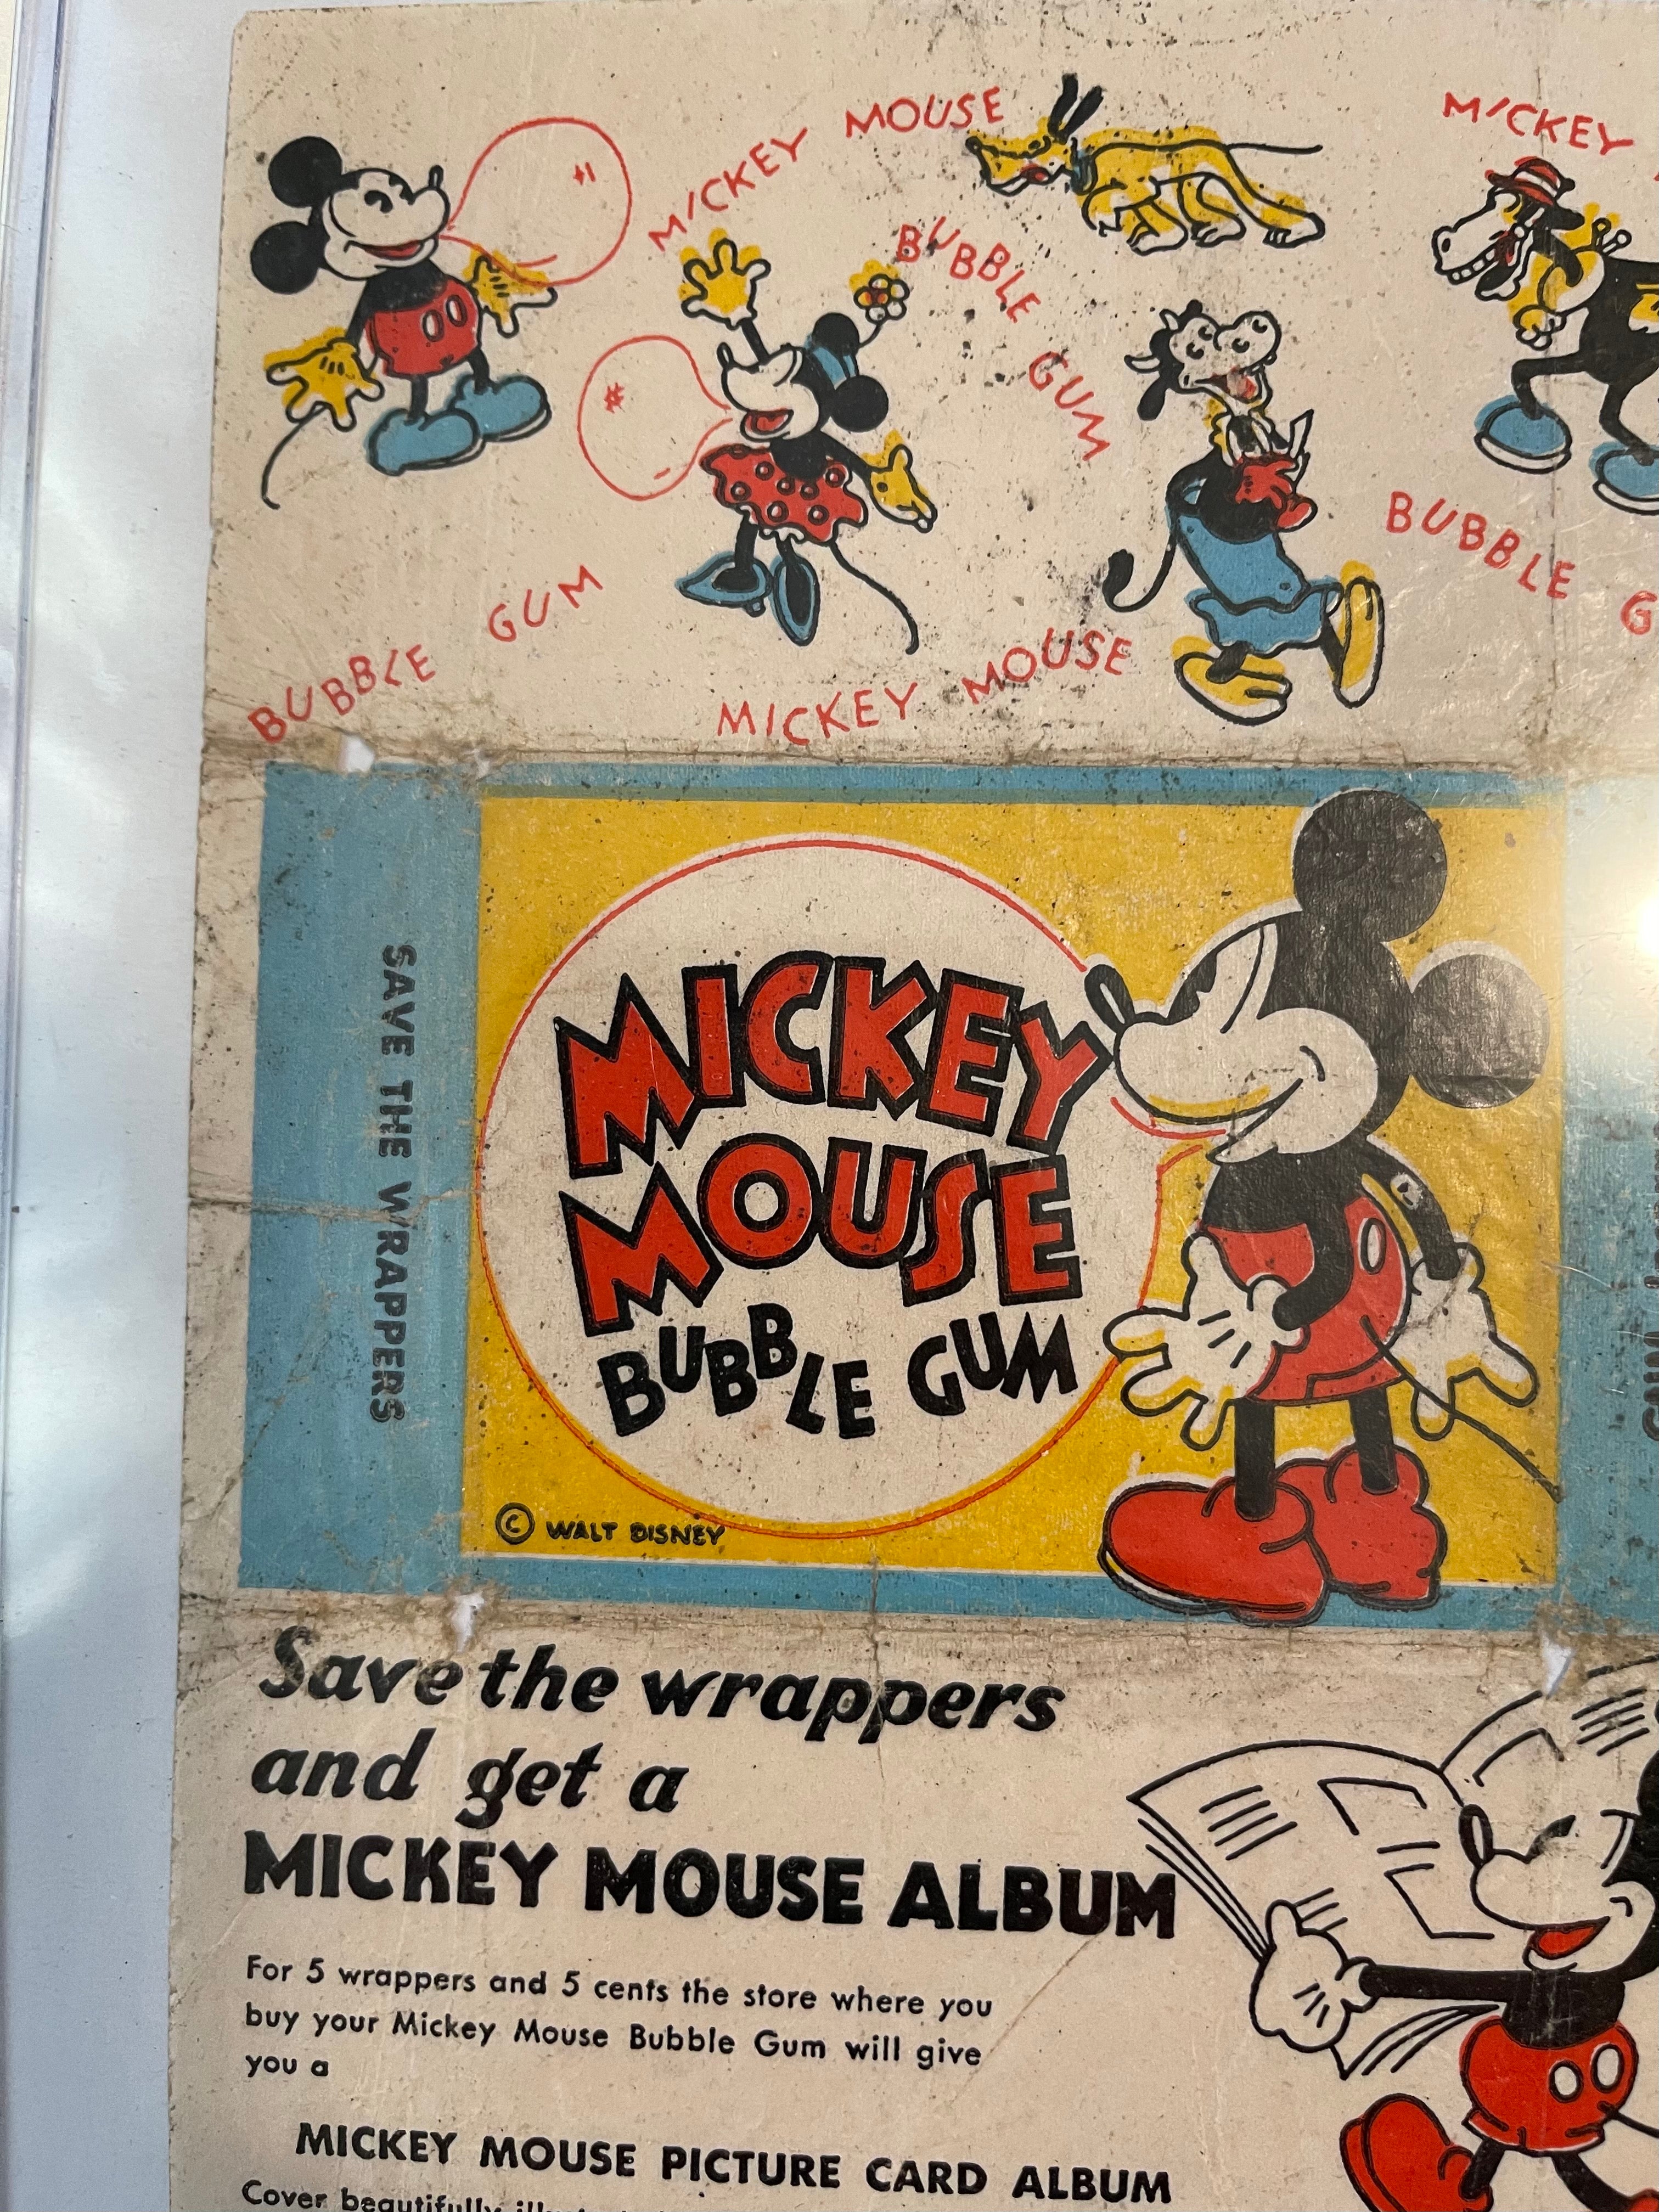 MICKEY MOUSE
BUBBLE GUM
MICKEY
BUBBLE GUM
MICKEY MOUSE
BUBBLE G
SAVE THE WRAPPERS
MICKEY
MOUSE
BUBBLE GUM
© WALT DISNEY
Save the wrappers
and get a
MICKEY MOUSE ALBUM
For 5 wrappers and 5 cents the store where you
buy your Mickey Mouse Bubble Gum will give
you a
MICKEY MOUSE PICTURE CARD ALBUM
Cover beautifully